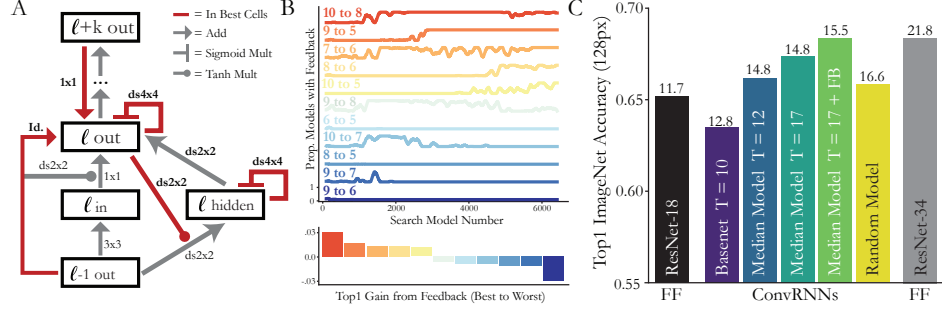 A
ℓ+k out
1x1
...
ds4x4
Id.
ℓ out
ds2x2
ds2x2
1x1
ds2x2
ds4x4
ℓ in
ℓ hidden
3x3
ds2x2
ℓ-1 out
= In Best Cells
= Add
= Sigmoid Mult
= Tanh Mult
B
Prop. Models with Feedback
10 to 8
9 to 5
7 to 6
8 to 6
10 to 5
9 to 8
6 to 5
10 to 7
8 to 5
9 to 7
9 to 6
1
0
0
2000
4000
6000
Search Model Number
.03
-.03
Top1 Gain from Feedback (Best to Worst)
C
Top1 ImageNet Accuracy (128px)
0.70
0.65
0.60
0.55
11.7
12.8
14.8
14.8
15.5
16.6
21.8
ResNet-18
Basenet T = 10
Median Model T = 12
Median Model T = 17
Median Model T = 17 + FB
Random Model
ResNet-34
FF
ConvRNNs
FF